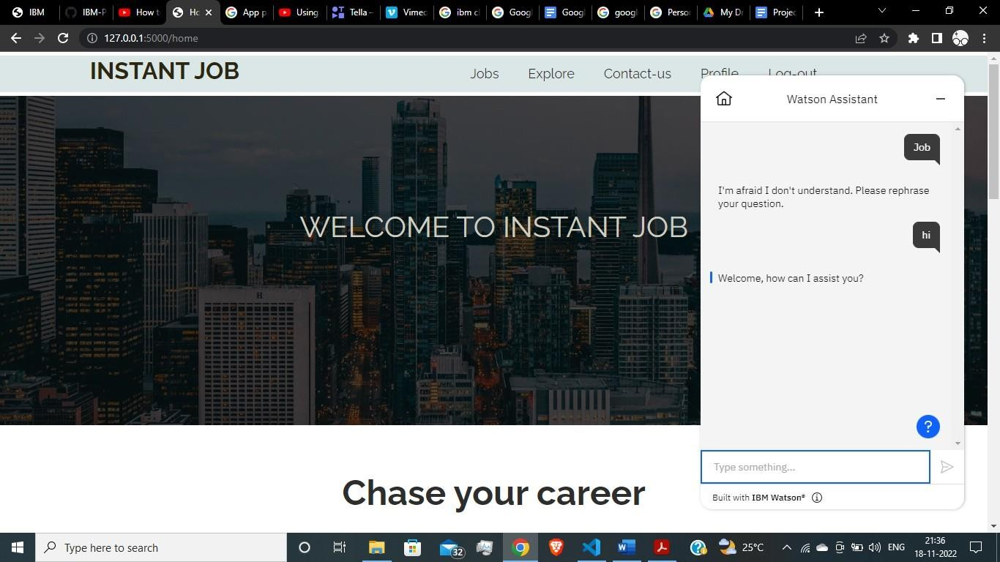 IBM
IBM-P
How t
Ho
App p
Using
Tella –
Vimeo
ibm cl
Googl
Googl
googl
Person
My Dr
Projec
127.0.0.1:5000/home
INSTANT JOB
Jobs Explore Contact-us Profile Log-out
WELCOME TO INSTANT JOB
Chase your career
Watson Assistant
Job
I'm afraid I don't understand. Please rephrase
your question.
hi
Welcome, how can I assist you?
?
Type something...
Built with IBM Watson®
Type here to search
32
25°C
ENG
21:36
18-11-2022